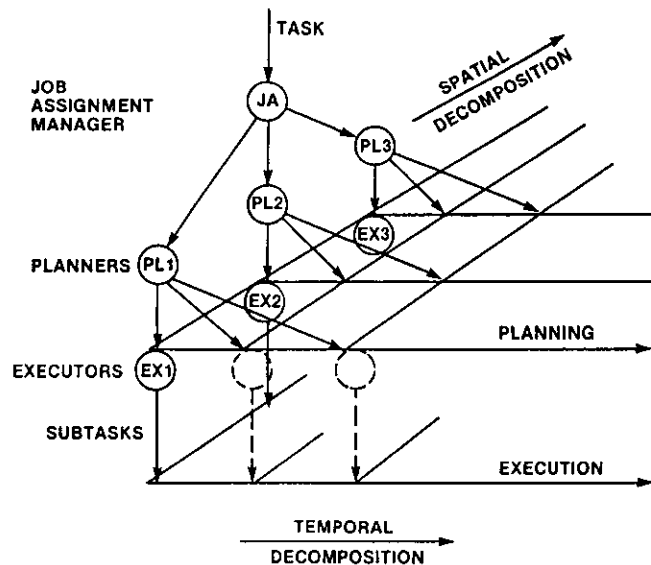 TASK
JOB
ASSIGNMENT
MANAGER
JA
SPATIAL
DECOMPOSITION
PL3
PL2
EX3
PLANNERS
PL1
EX2
PLANNING
EXECUTORS
EX1
SUBTASKS
EXECUTION
TEMPORAL
DECOMPOSITION